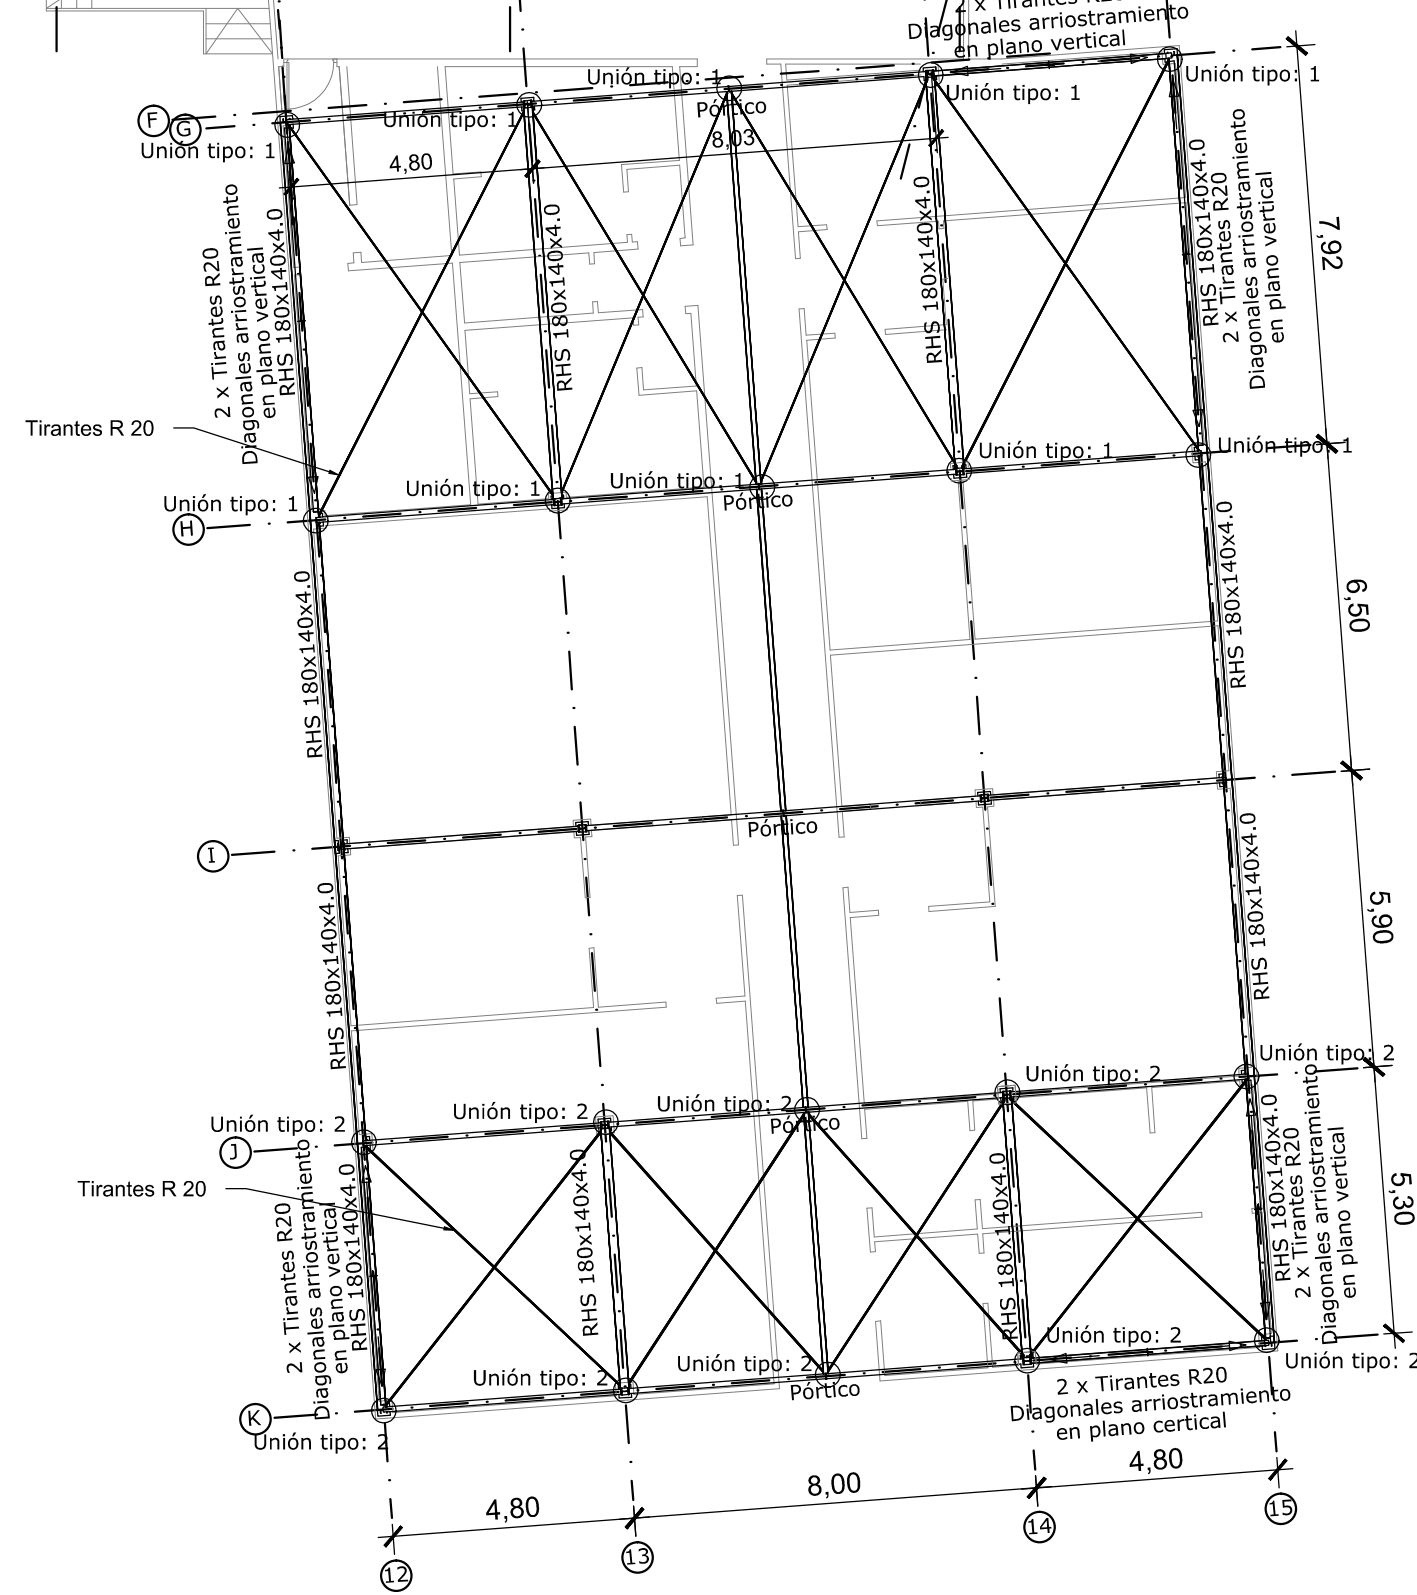 2 x Tirantes
Diagonales arriostramiento
en plano vertical
Unión tipo: 1
Unión tipo: 1
Unión tipo: 1
Pórtico
Unión tipo: 1
F
G
Unión tipo: 1
4,80
8,03
7,92
2 x Tirantes R20
Diagonales arriostramiento
en plano vertical
RHS 180x140x4.0
RHS 180x140x4.0
RHS 180x140x4.0
RHS 180x140x4.0
2 x Tirantes R20
Diagonales arriostramiento
en plano vertical
Tirantes R 20
Unión tipo: 1
Unión tipo: 1
Unión tipo: 1
Unión tipo: 1
Unión tipo: 1
Pórtico
H
RHS 180x140x4.0
RHS 180x140x4.0
6,50
Pórtico
I
RHS 180x140x4.0
RHS 180x140x4.0
5,90
Unión tipo: 2
Unión tipo: 2
Unión tipo: 2
Unión tipo: 2
Unión tipo: 2
Pórtico
J
Tirantes R 20
2 x Tirantes R20
Diagonales arriostramiento
en plano vertical
RHS 180x140x4.0
RHS 180x140x4.0
RHS 180x140x4.0
RHS 180x140x4.0
2 x Tirantes R20
Diagonales arriostramiento
en plano vertical
5,30
Unión tipo: 2
Unión tipo: 2
Unión tipo: 2
Unión tipo: 2
Pórtico
K
Unión tipo: 2
2 x Tirantes R20
Diagonales arriostramiento
en plano certical
4,80
8,00
4,80
12
13
14
15